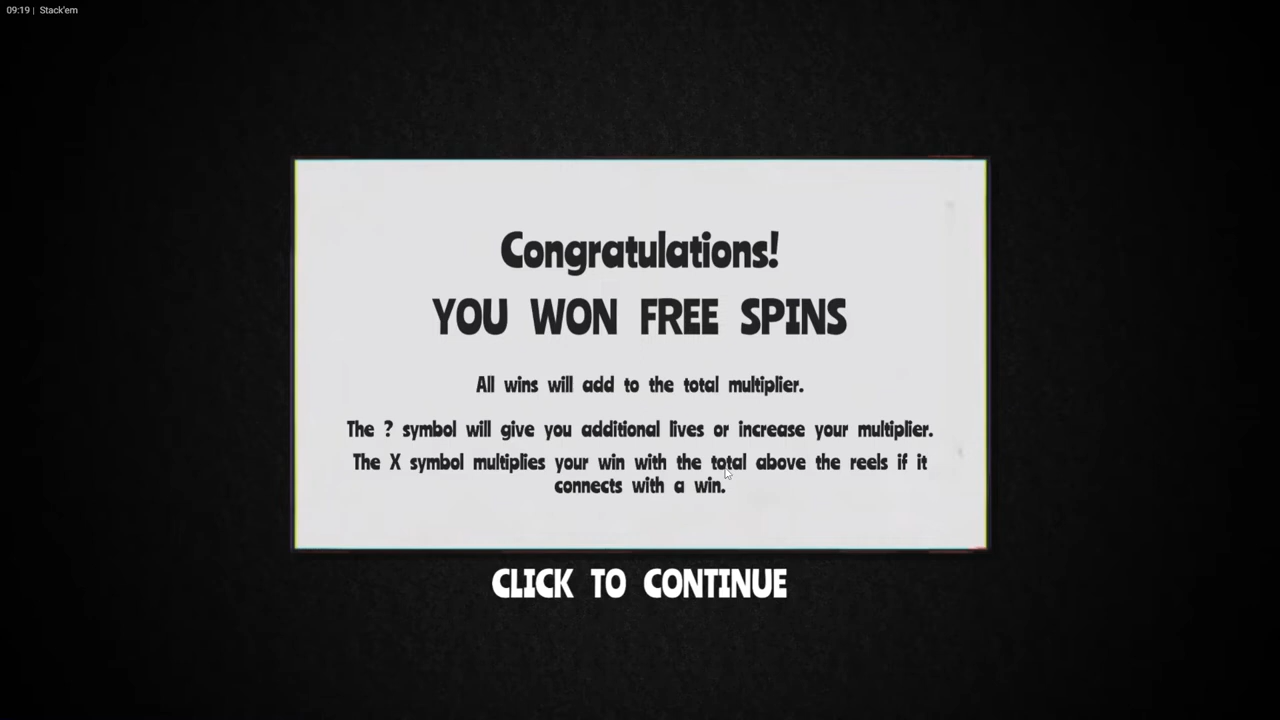 09:19 | Stack'em
Congratulations!
YOU WON FREE SPINS
All wins will add to the total multiplier.
The ? symbol will give you additional lives or increase your multiplier.
The X symbol multiplies your win with the total above the reels if it
connects with a win.
CLICK TO CONTINUE